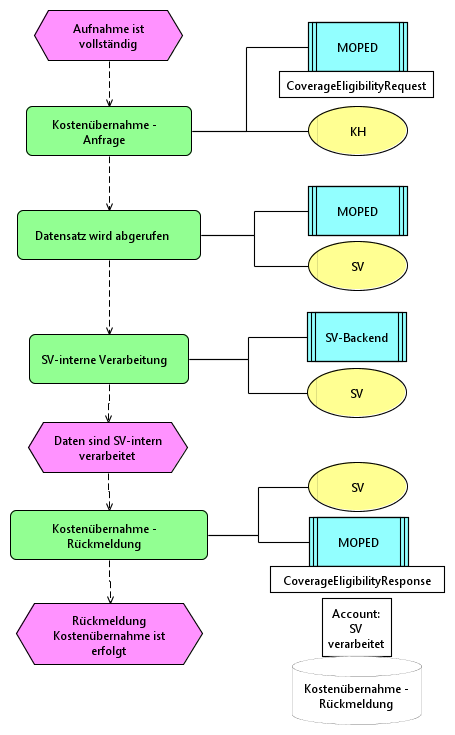 Aufnahme ist
vollständig
MOPED
CoverageEligibilityRequest
Kostenübernahme -
Anfrage
KH
MOPED
Datensatz wird abgerufen
SV
SV-Backend
SV-interne Verarbeitung
SV
Daten sind SV-intern
verarbeitet
SV
Kostenübernahme -
Rückmeldung
MOPED
CoverageEligibilityResponse
Rückmeldung
Kostenübernahme ist
erfolgt
Account:
SV
verarbeitet
Kostenübernahme -
Rückmeldung